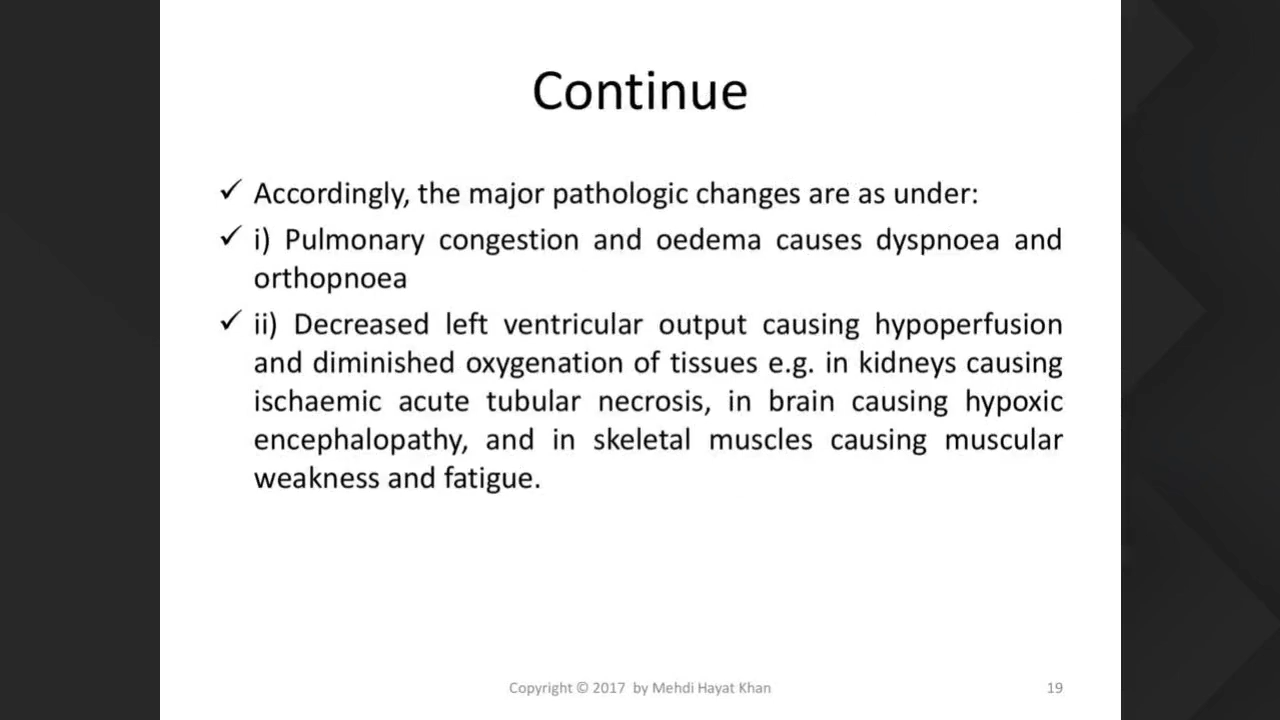 Continue
✓ Accordingly, the major pathologic changes are as under:
✓ i) Pulmonary congestion and oedema causes dyspnoea and
orthopnoea
✓ ii) Decreased left ventricular output causing hypoperfusion
and diminished oxygenation of tissues e.g. in kidneys causing
ischaemic acute tubular necrosis, in brain causing hypoxic
encephalopathy, and in skeletal muscles causing muscular
weakness and fatigue.
Copyright © 2017 by Mehdi Hayat Khan
19